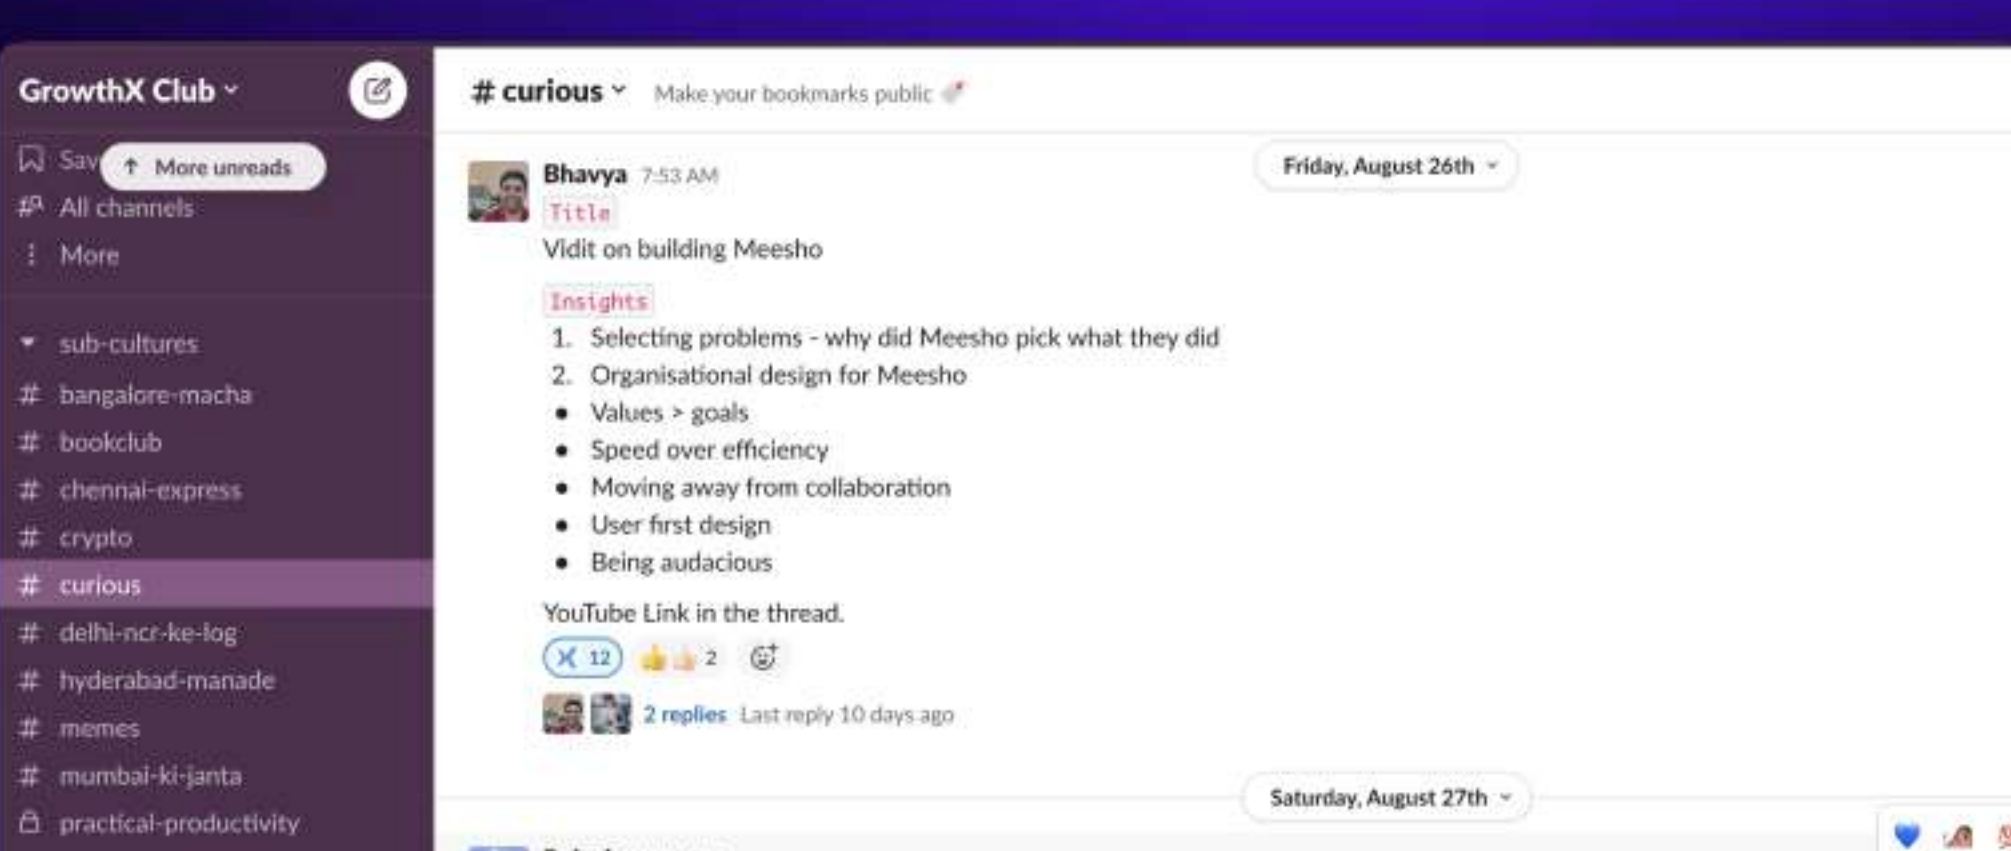 GrowthX Club
Sav
↑ More unreads
All channels
More
sub-cultures
# bangalore-macha
# bookclub
# chennai-express
# crypto
# curious
# delhi-ncr-ke-log
# hyderabad-manade
# memes
# mumbai-ki-janta
practical-productivity
# curious Make your bookmarks public
Friday, August 26th
Bhavya 7:53 AM
Title
Vidit on building Meesho
Insights
1. Selecting problems - why did Meesho pick what they did
2. Organisational design for Meesho
• Values > goals
• Speed over efficiency
• Moving away from collaboration
• User first design
• Being audacious
YouTube Link in the thread.
12 2
2 replies Last reply 10 days ago
Saturday, August 27th